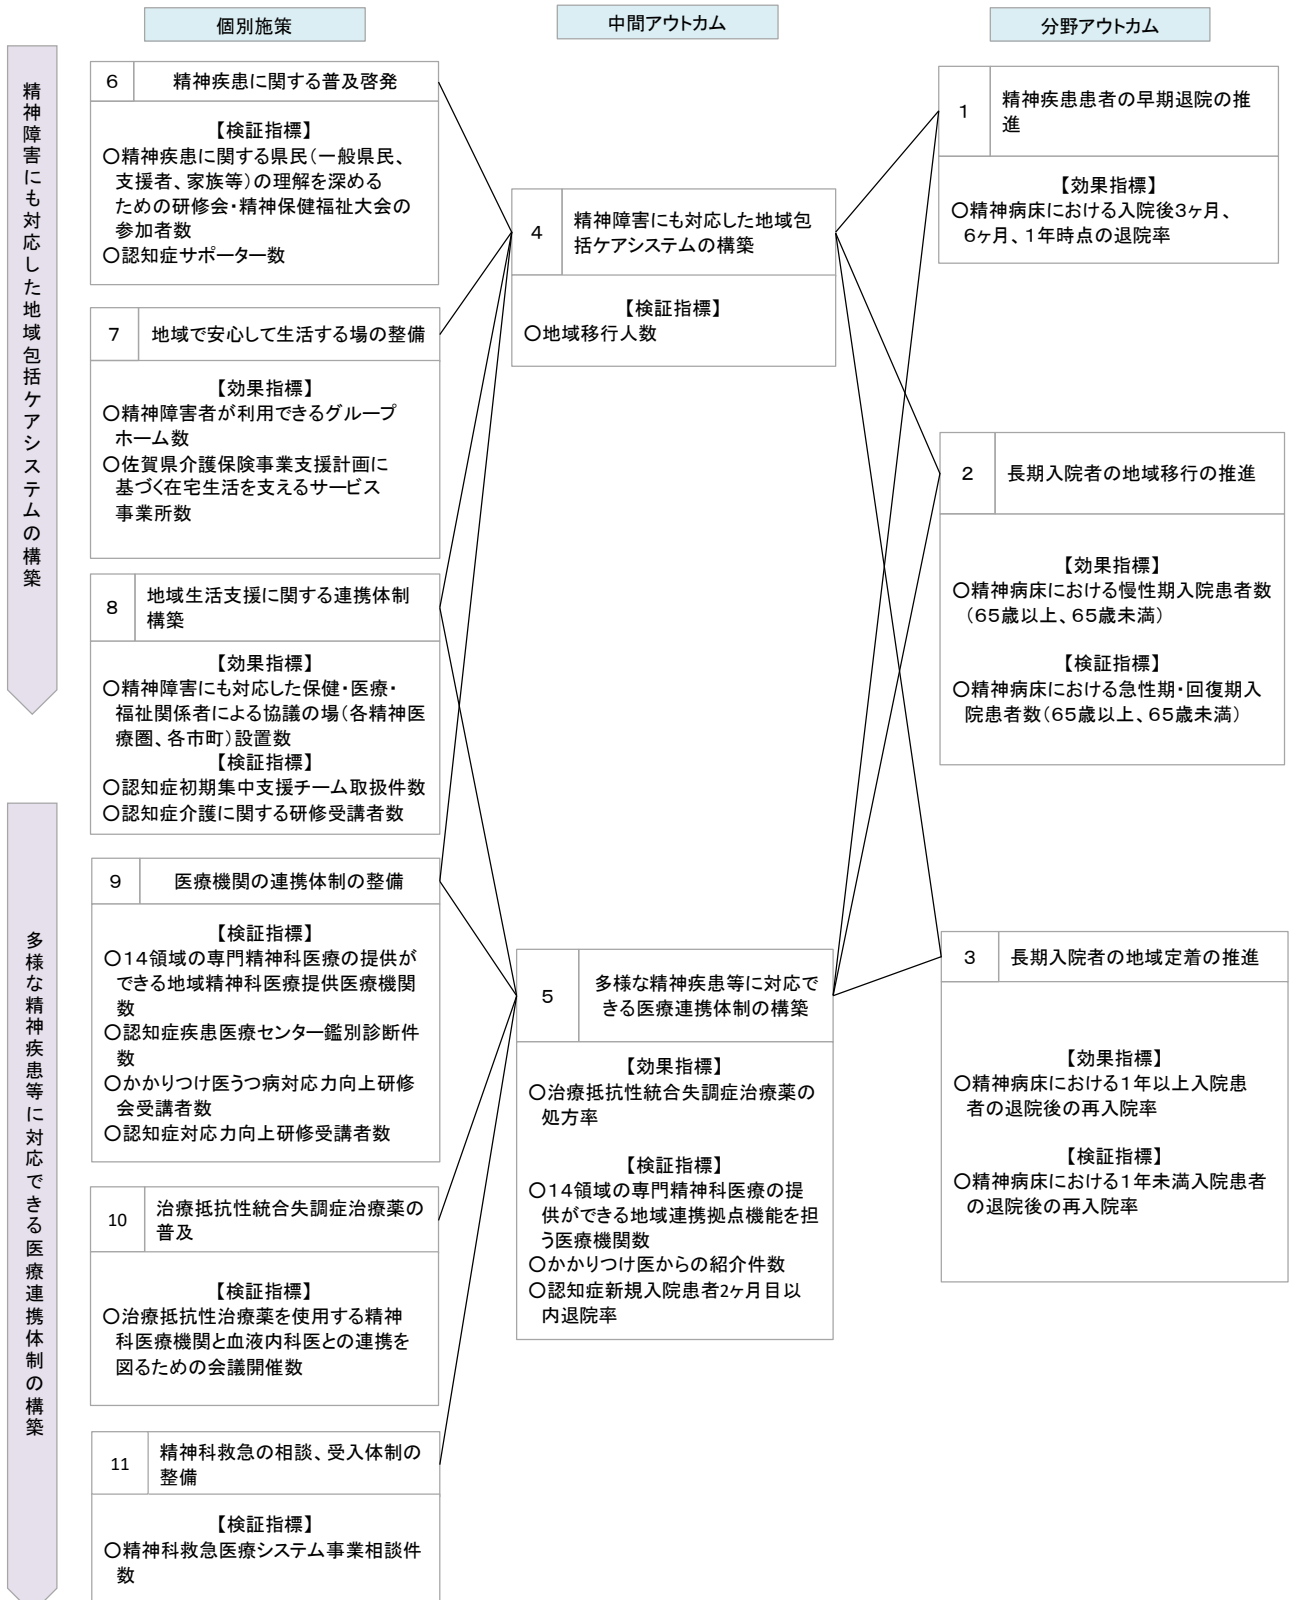 個別施策
中間アウトカム
分野アウトカム
精神障害にも対応した地域包括ケアシステムの構築
6 精神疾患に関する普及啓発
【検証指標】
○精神疾患に関する県民(一般県民、
支援者、家族等)の理解を深める
ための研修会・精神保健福祉大会の
参加者数
○認知症サポーター数
7 地域で安心して生活する場の整備
【効果指標】
○精神障害者が利用できるグループ
ホーム数
○佐賀県介護保険事業支援計画に
基づく在宅生活を支えるサービス
事業所数
8 地域生活支援に関する連携体制
構築
【効果指標】
○精神障害にも対応した保健・医療・
福祉関係者による協議の場(各精神医
療圏、各市町)設置数
【検証指標】
○認知症初期集中支援チーム取扱件数
○認知症介護に関する研修受講者数
多様な精神疾患等に対応できる医療連携体制の構築
9 医療機関の連携体制の整備
【検証指標】
○14領域の専門精神科医療の提供が
できる地域精神科医療提供医療機関
数
○認知症疾患医療センター鑑別診断件
数
○かかりつけ医うつ病対応力向上研修
会受講者数
○認知症対応力向上研修受講者数
10 治療抵抗性統合失調症治療薬の
普及
【検証指標】
○治療抵抗性治療薬を使用する精神
科医療機関と血液内科医との連携を
図るための会議開催数
11 精神科救急の相談、受入体制の
整備
【検証指標】
○精神科救急医療システム事業相談件
数
4 精神障害にも対応した地域包
括ケアシステムの構築
【検証指標】
○地域移行人数
5 多様な精神疾患等に対応で
きる医療連携体制の構築
【効果指標】
○治療抵抗性統合失調症治療薬の
処方率
【検証指標】
○14領域の専門精神科医療の提
供ができる地域連携拠点機能を担
う医療機関数
○かかりつけ医からの紹介件数
○認知症新規入院患者2ヶ月目以
内退院率
1 精神疾患患者の早期退院の推
進
【効果指標】
○精神病床における入院後3ヶ月、
6ヶ月、1年時点の退院率
2 長期入院者の地域移行の推進
【効果指標】
○精神病床における慢性期入院患者数
(65歳以上、65歳未満)
【検証指標】
○精神病床における急性期・回復期入
院患者数(65歳以上、65歳未満)
3 長期入院者の地域定着の推進
【効果指標】
○精神病床における1年以上入院患
者の退院後の再入院率
【検証指標】
○精神病床における1年未満入院患者
の退院後の再入院率